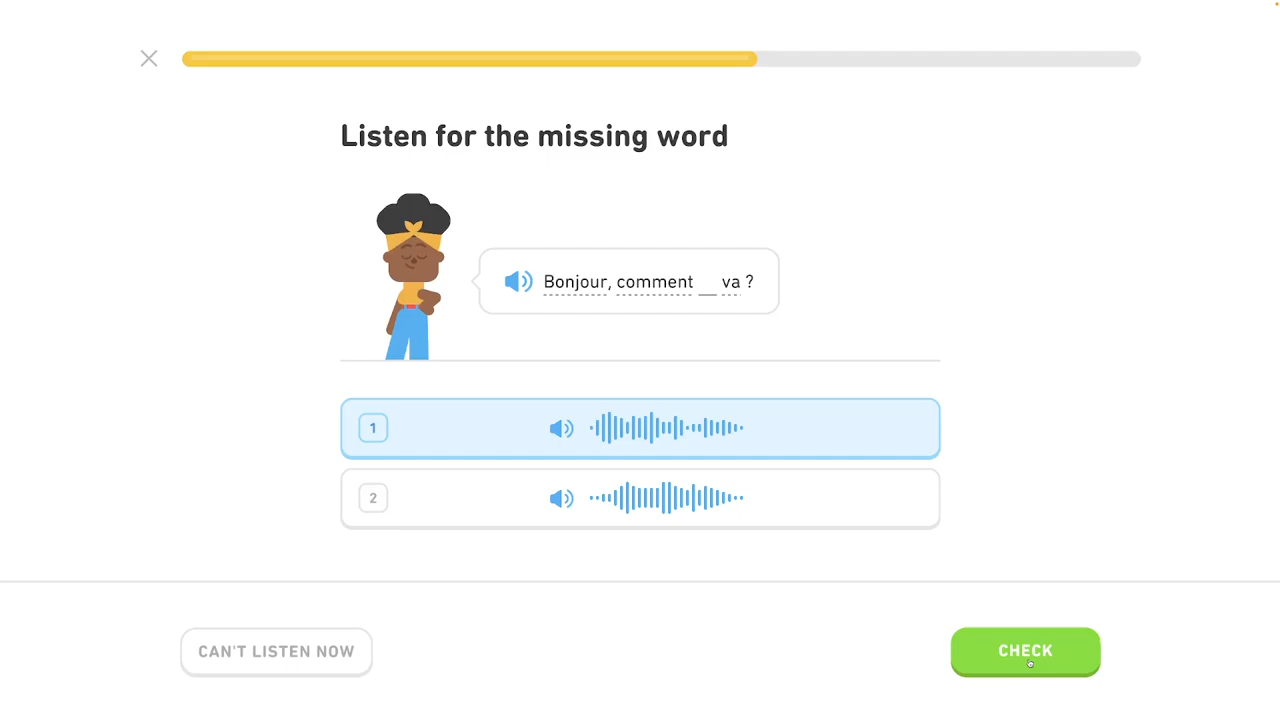 Listen for the missing word
Bonjour, comment __ va ?
1
2
CAN'T LISTEN NOW
CHECK